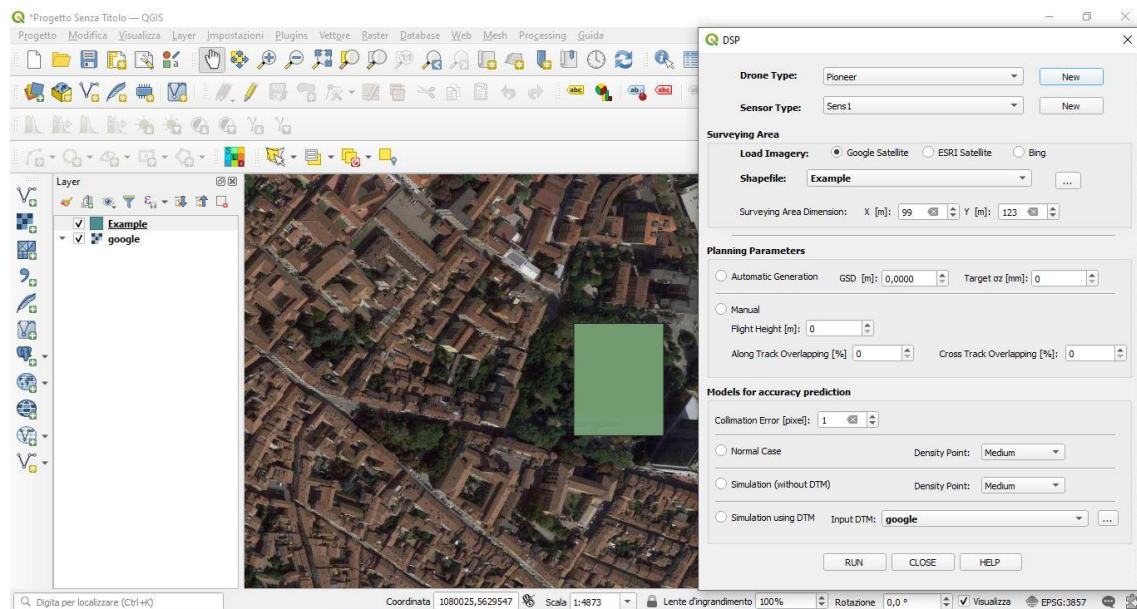 *Progetto Senza Titolo — QGIS
Progetto Modifica Visualizza Layer Impostazioni Plugins Vettore Raster Database Web Mesh Processing Guida
abc abc abc
Layer
Example
google
DSP
Drone Type: Pioneer New
Sensor Type: Sens1 New
Surveying Area
Load Imagery: Google Satellite ESRI Satellite Bing
Shapefile: Example ...
Surveying Area Dimension: X [m]: 99 Y [m]: 123
Planning Parameters
Automatic Generation GSD [m]: 0,0000 Target σz [mm]: 0
Manual
Flight Height [m]: 0
Along Track Overlapping [%] 0 Cross Track Overlapping [%]: 0
Models for accuracy prediction
Collimation Error [pixel]: 1
Normal Case Density Point: Medium
Simulation (without DTM) Density Point: Medium
Simulation using DTM Input DTM: google ...
RUN CLOSE HELP
Digita per localizzare (Ctrl+K) Coordinata 1080025,5629547 Scala 1:4873 Lente d'ingrandimento 100% Rotazione 0,0 ° Visualizza EPSG:3857